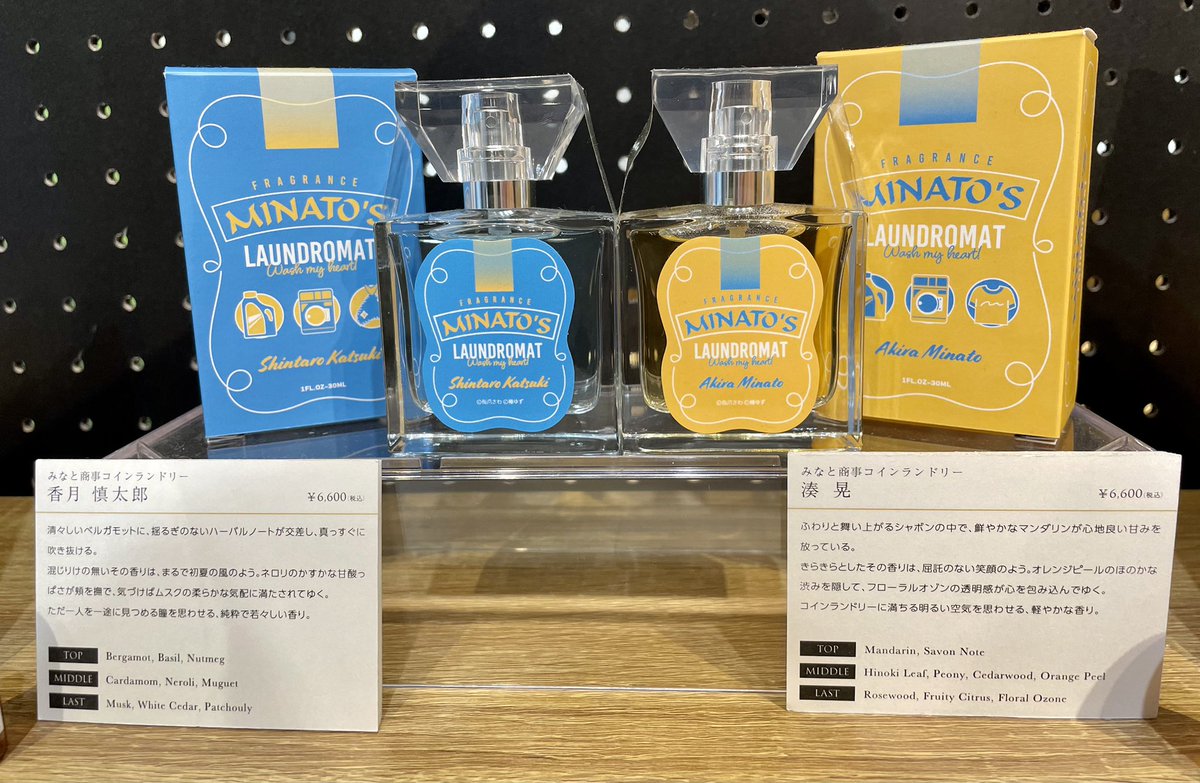 FRAGRANCE
MINATO'S
LAUNDROMAT
Wash my heart!
Shintaro Katsuki
1FL.OZ-30ML
FRAGRANCE
MINATO'S
LAUNDROMAT
Wash my heart!
Shintaro Katsuki
FRAGRANCE
MINATO'S
LAUNDROMAT
Wash my heart!
Akira Minato
FRAGRANCE
MINATO'S
LAUNDROMAT
Wash my heart!
Akira Minato
1FL.OZ-30ML
みなと商事コインランドリー
香月 慎太郎
¥6,600(税込)
清々しいベルガモットに、揺るぎのないハーバルノートが交差し、真っすぐに
吹き抜ける。
混じりけの無いその香りは、まるで初夏の風のよう。ネロリのかすかな甘酸っ
ぱさが頬を撫で、気づけばムスクの柔らかな気配に満たされてゆく。
ただ一人を一途に見つめる瞳を思わせる、純粋で若々しい香り。
TOP Bergamot, Basil, Nutmeg
MIDDLE Cardamom, Neroli, Muguet
LAST Musk, White Cedar, Patchouly
みなと商事コインランドリー
湊 晃
¥6,600(税込)
ふわりと舞い上がるシャボンの中で、鮮やかなマンダリンが心地良い甘みを
放っている。
きらきらとしたその香りは、屈託のない笑顔のよう。オレンジピールのほのかな
渋みを隠して、フローラルオゾンの透明感が心を包み込んでゆく。
コインランドリーに満ちる明るい空気を思わせる、軽やかな香り。
TOP Mandarin, Savon Note
MIDDLE Hinoki Leaf, Peony, Cedarwood, Orange Peel
LAST Rosewood, Fruity Citrus, Floral Ozone